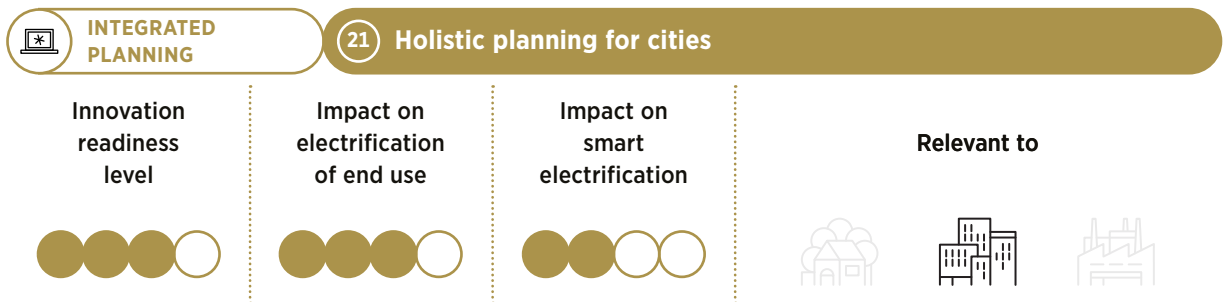 INTEGRATED
PLANNING
21 Holistic planning for cities
Innovation
readiness
level
Impact on
electrification
of end use
Impact on
smart
electrification
Relevant to